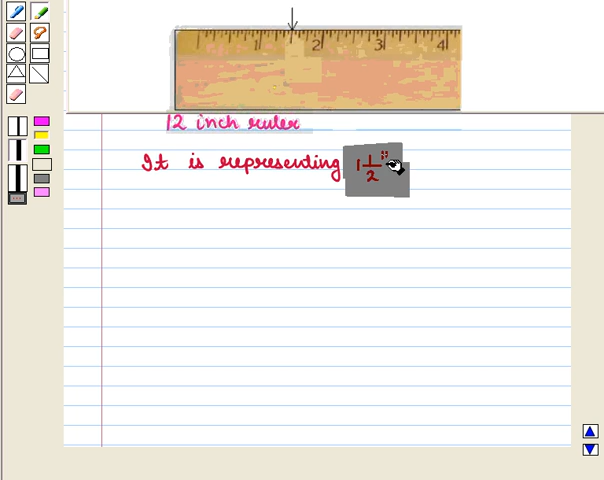 1 2 3 4
12 inch ruler
It is representing 1 1/2"